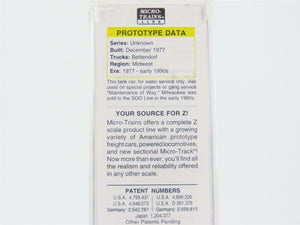 MICRO-
TRAINS®
LINE
PROTOTYPE DATA
Series: Unknown
Built: December 1977
Trucks: Bettendorf
Region: Midwest
Era: 1977 - early 1990s
This tank car, for water service only, was used
on special projects or ganging service
"Maintenance of Way." Milwaukee was
sold to the SOO Line in the early 1980s.
YOUR SOURCE FOR Z!
Micro-Trains offers a complete Z
scale product line with a growing
variety of American prototype
freight cars, powered locomotives,
and new sectional Micro-Track®!
Now more than ever, you'll find all
the realism and reliability offered
in any other scale.
PATENT NUMBERS
U.S.A. 4,799,431 U.S.A. 4,898,326
U.S.A. 4,948,073 U.S.A. D 361,376
Germany: 2,542,787 Germany: 2,559,813
Japan 1,204,377
Other Patents Pending